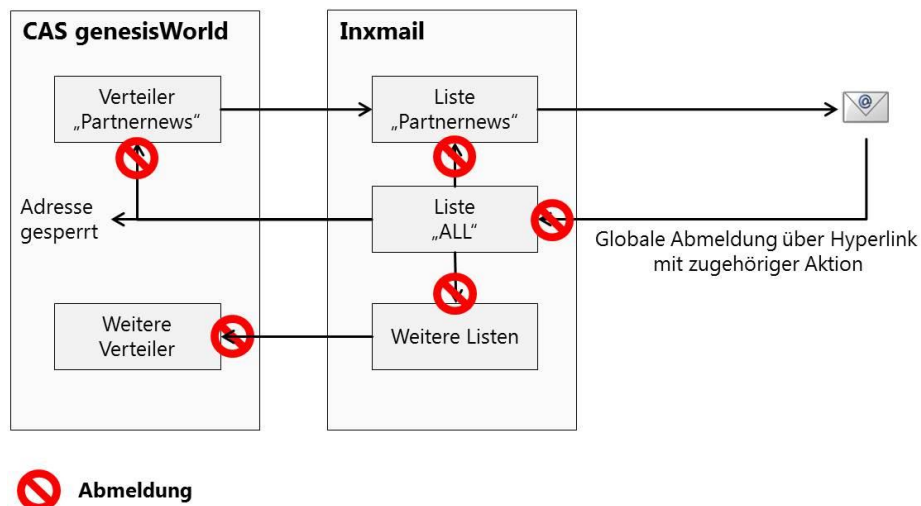 CAS genesisWorld
Inxmail
Verteiler
„Partnernews“
Liste
„Partnernews“
Adresse
gesperrt
Liste
„ALL“
Globale Abmeldung über Hyperlink
mit zugehöriger Aktion
Weitere
Verteiler
Weitere Listen
Abmeldung